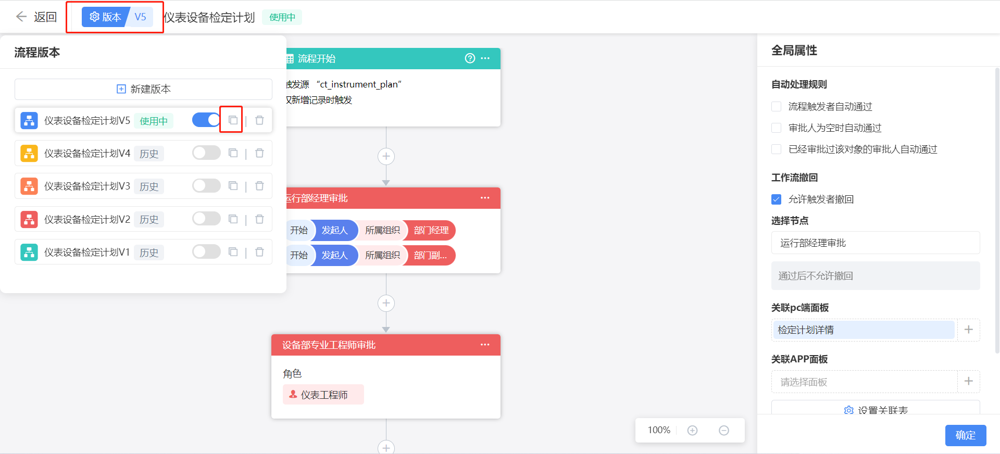 返回
版本 V5
仪表设备检定计划
使用中
流程版本
新建版本
仪表设备检定计划V5 使用中
仪表设备检定计划V4 历史
仪表设备检定计划V3 历史
仪表设备检定计划V2 历史
仪表设备检定计划V1 历史
流程开始
触发源 “ct_instrument_plan”
仅新增记录时触发
运行部经理审批
开始 发起人 所属组织 部门经理
开始 发起人 所属组织 部门副...
设备部专业工程师审批
角色
仪表工程师
100%
全局属性
自动处理规则
流程触发者自动通过
审批人为空时自动通过
已经审批过该对象的审批人自动通过
工作流撤回
允许触发者撤回
选择节点
运行部经理审批
通过后不允许撤回
关联pc端面板
检定计划详情
关联APP面板
请选择面板
设置关联表
确定